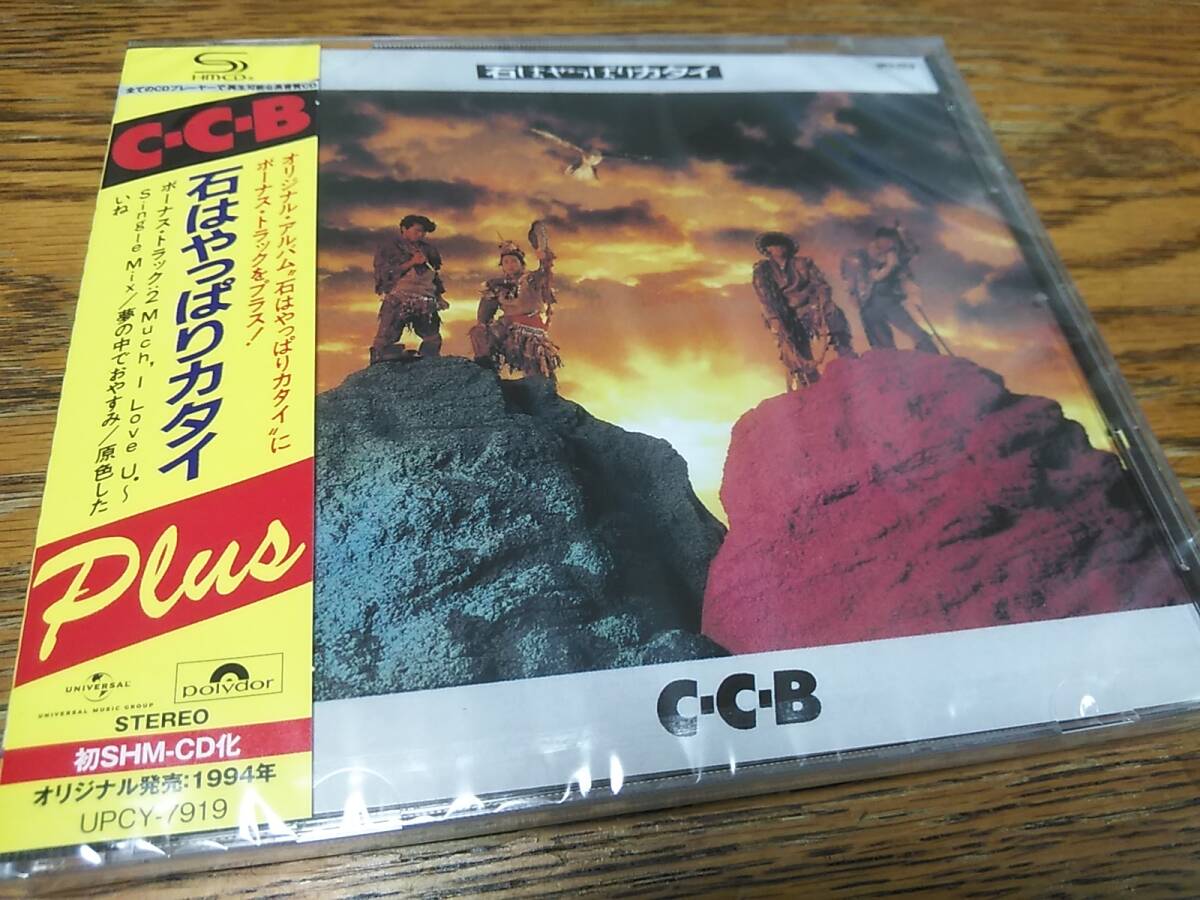 HMCD
全てのCDプレーヤーで再生可能な高音質CD
C-C-B
石はやっぱりカタイ
オリジナル・アルバム“石はやっぱりカタイ”に
ボーナス・トラックをプラス!
ボーナス・トラック:2 Much, I Love U.〜
Single Mix/夢の中でおやすみ/原色した
いね
Plus
UNIVERSAL
UNIVERSAL MUSIC GROUP
polydor
STEREO
初SHM-CD化
オリジナル発売:1994年
UPCY-7919
石はやっぱりカタイ
C-C-B